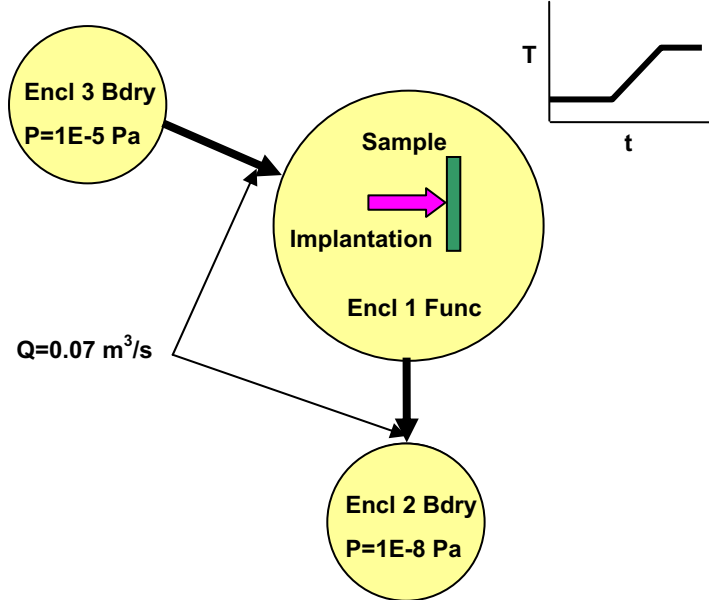 T
t
Encl 3 Bdry
P=1E-5 Pa
Sample
Implantation
Encl 1 Func
Q=0.07 m³/s
Encl 2 Bdry
P=1E-8 Pa